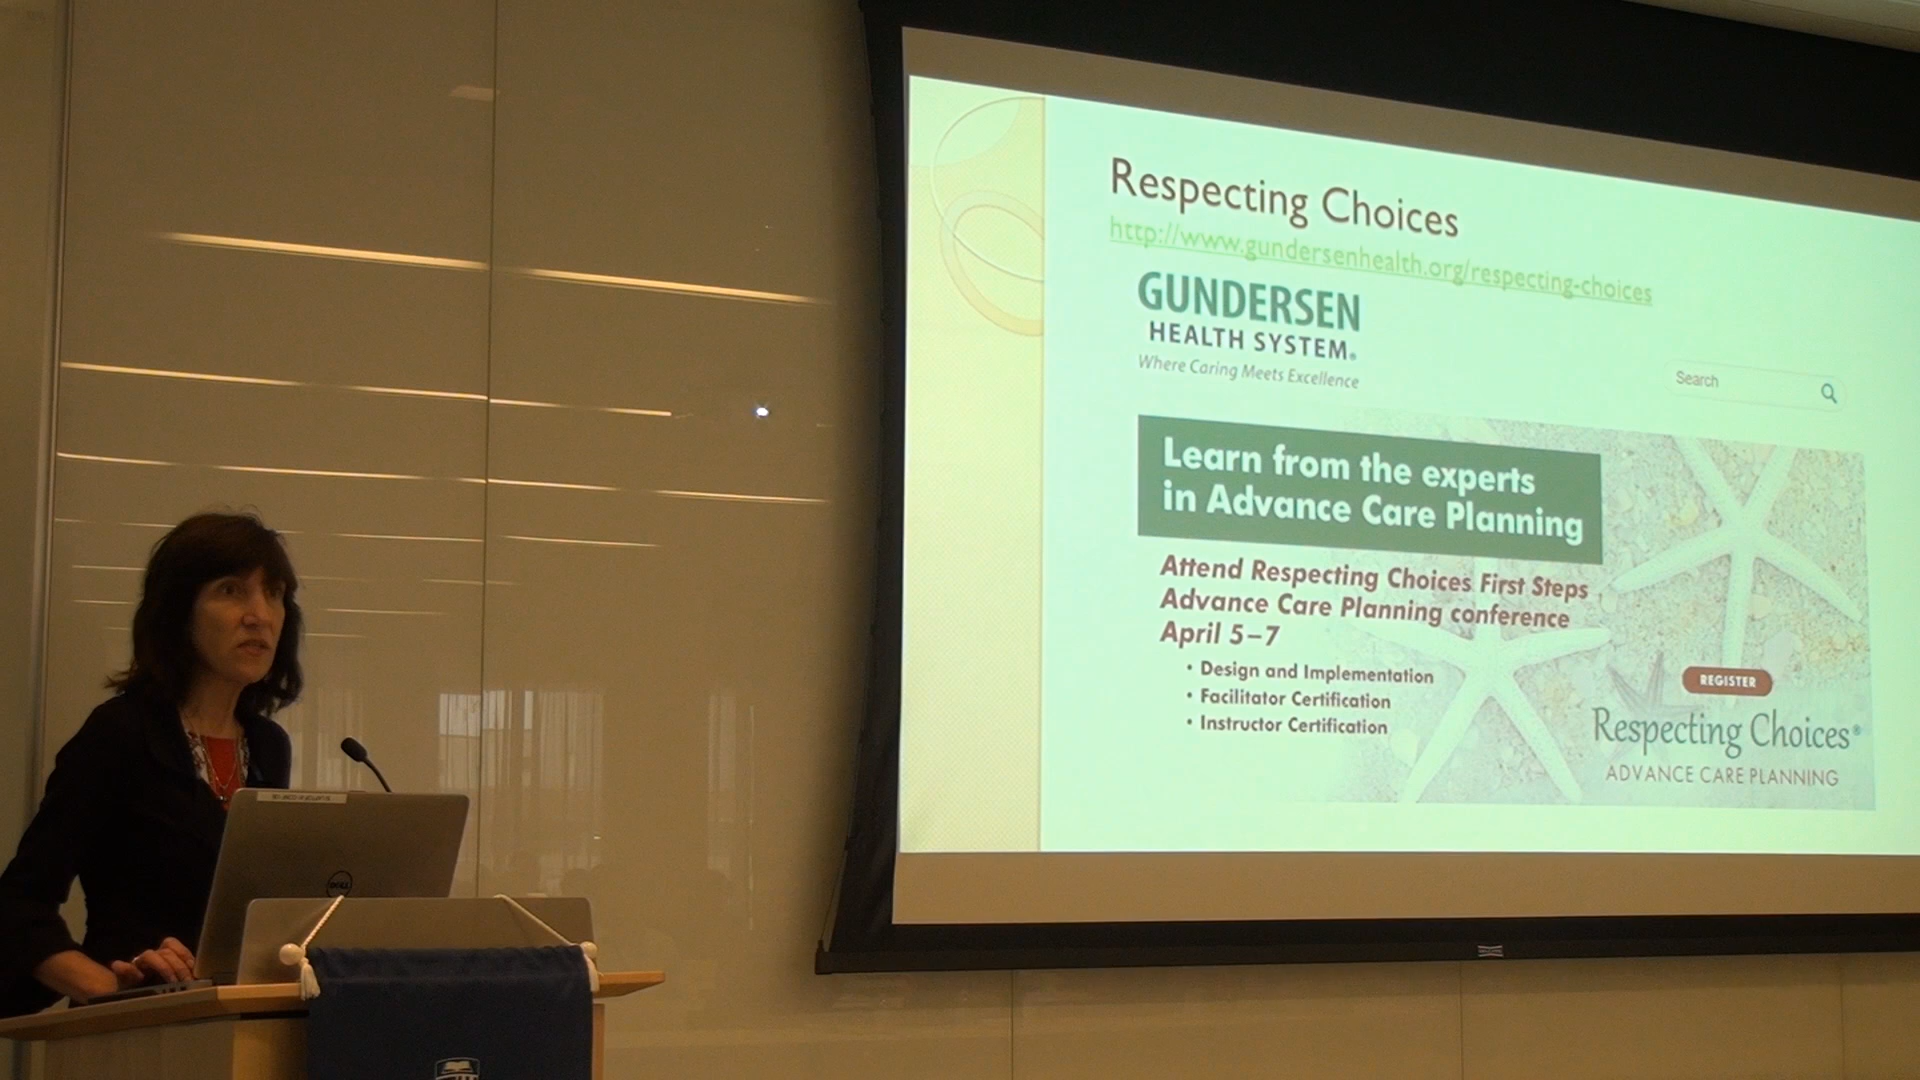 Respecting Choices
http://www.gundersenhealth.org/respecting-choices
GUNDERSEN
HEALTH SYSTEM®
Where Caring Meets Excellence
Search
Learn from the experts
in Advance Care Planning
Attend Respecting Choices First Steps
Advance Care Planning conference
April 5–7
• Design and Implementation
• Facilitator Certification
• Instructor Certification
REGISTER
Respecting Choices®
ADVANCE CARE PLANNING
DELL